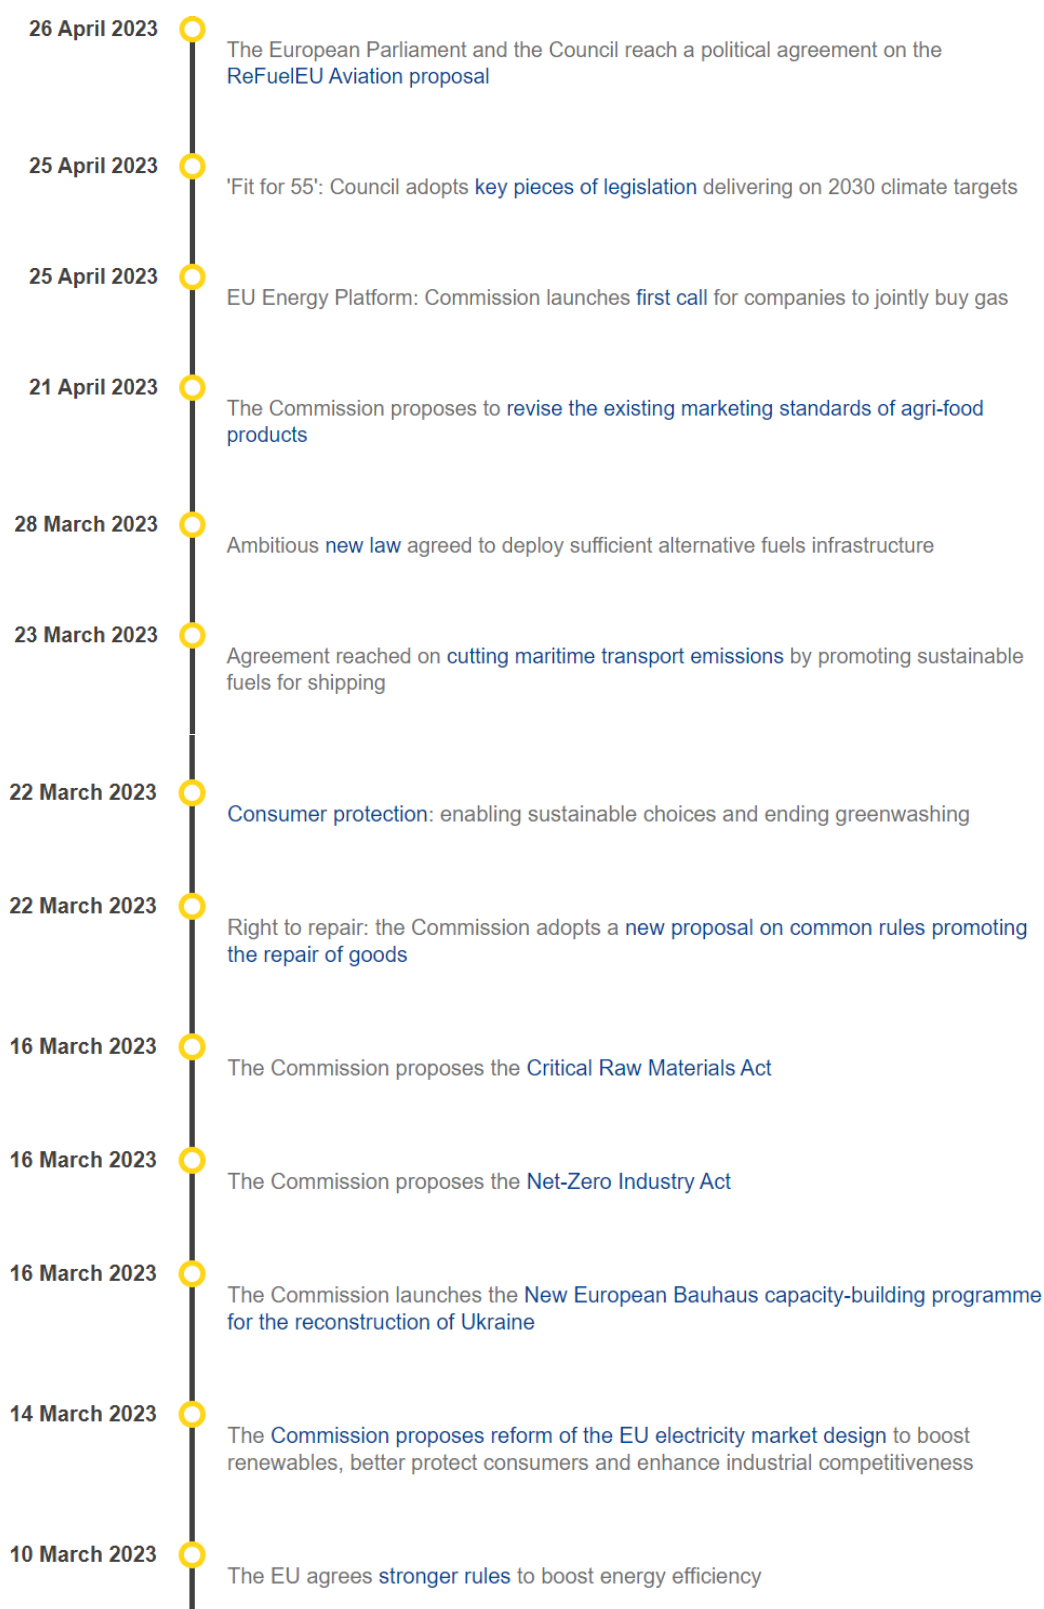 26 April 2023
The European Parliament and the Council reach a political agreement on the
ReFuelEU Aviation proposal
25 April 2023
'Fit for 55': Council adopts key pieces of legislation delivering on 2030 climate targets
25 April 2023
EU Energy Platform: Commission launches first call for companies to jointly buy gas
21 April 2023
The Commission proposes to revise the existing marketing standards of agri-food
products
28 March 2023
Ambitious new law agreed to deploy sufficient alternative fuels infrastructure
23 March 2023
Agreement reached on cutting maritime transport emissions by promoting sustainable
fuels for shipping
22 March 2023
Consumer protection: enabling sustainable choices and ending greenwashing
22 March 2023
Right to repair: the Commission adopts a new proposal on common rules promoting
the repair of goods
16 March 2023
The Commission proposes the Critical Raw Materials Act
16 March 2023
The Commission proposes the Net-Zero Industry Act
16 March 2023
The Commission launches the New European Bauhaus capacity-building programme
for the reconstruction of Ukraine
14 March 2023
The Commission proposes reform of the EU electricity market design to boost
renewables, better protect consumers and enhance industrial competitiveness
10 March 2023
The EU agrees stronger rules to boost energy efficiency